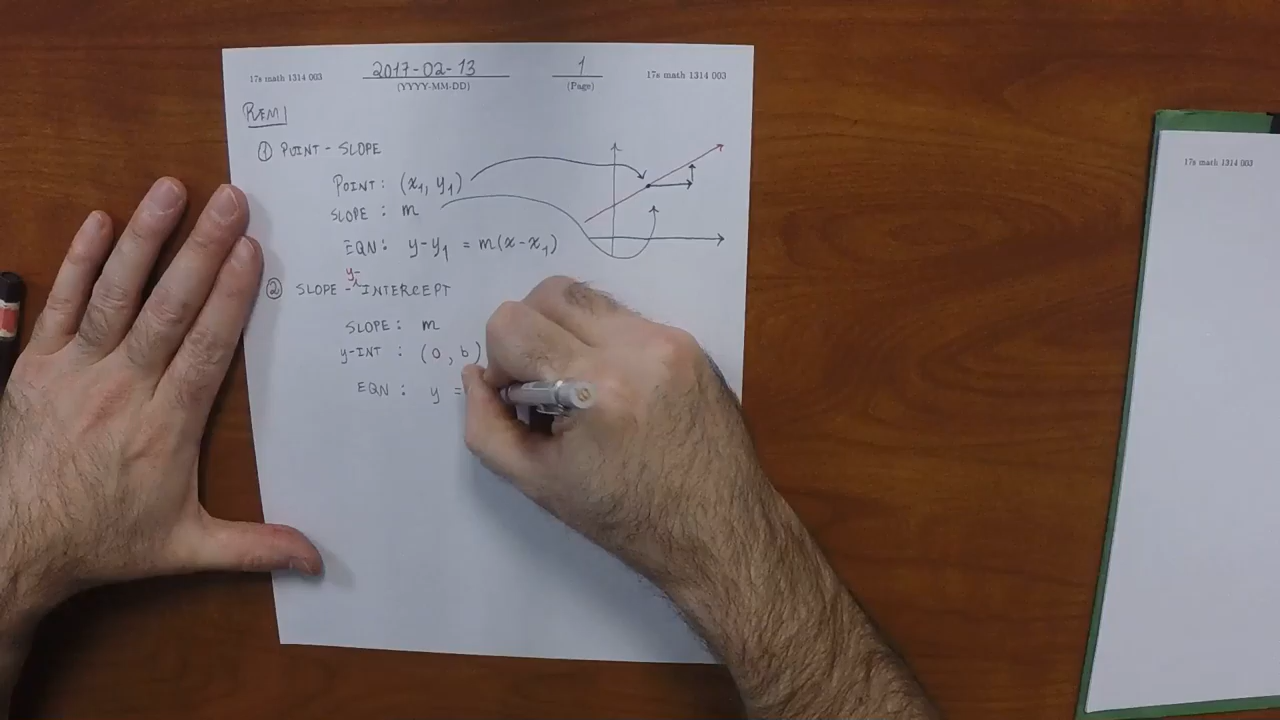 17s math 1314 003 2017-02-13 1 17s math 1314 003
(YYYY-MM-DD) (Page)
REM
① POINT - SLOPE
POINT: (x₁, y₁)
SLOPE : m
EQN: y-y₁ = m(x-x₁)
y-
② SLOPE - INTERCEPT
SLOPE : m
y-INT : (0, b)
EQN : y =
17s math 1314 003